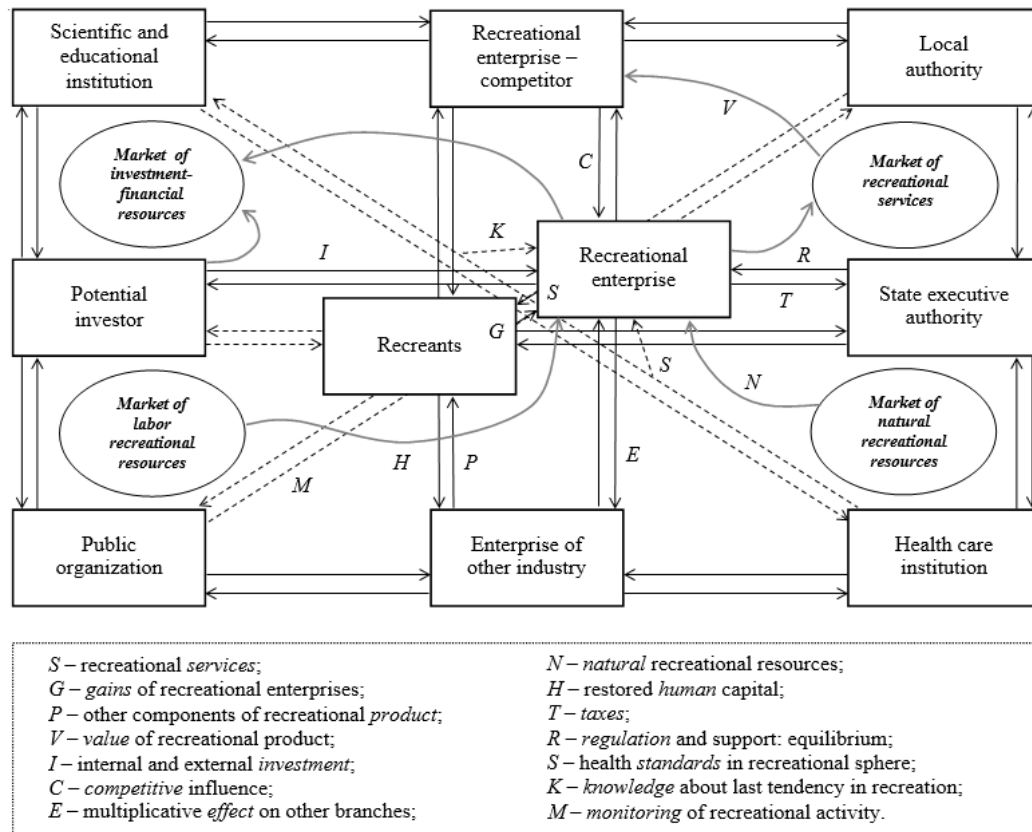 Scientific and
educational
institution
Recreational
enterprise –
competitor
Local
authority
V
Market of
investment-
financial
resources
C
Market of
recreational
services
K
I
Recreational
enterprise
R
Potential
investor
S
T
State executive
authority
G
Recreants
S
N
Market of
labor
recreational
resources
Market of
natural
recreational
resources
H
P
E
M
Public
organization
Enterprise of
other industry
Health care
institution
S – recreational services;
G – gains of recreational enterprises;
P – other components of recreational product;
V – value of recreational product;
I – internal and external investment;
C – competitive influence;
E – multiplicative effect on other branches;
N – natural recreational resources;
H – restored human capital;
T – taxes;
R – regulation and support: equilibrium;
S – health standards in recreational sphere;
K – knowledge about last tendency in recreation;
M – monitoring of recreational activity.